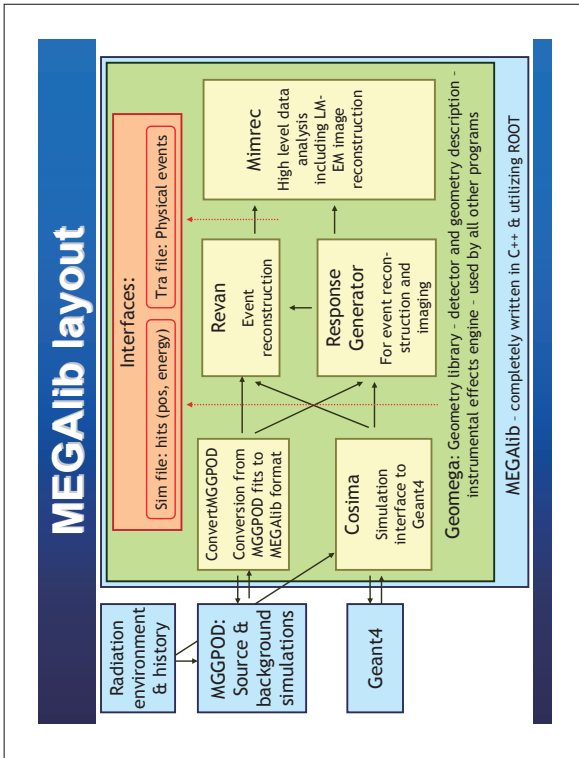 MEGAlib layout
Radiation
environment
& history
MGGPOD:
Source &
background
simulations
Geant4
Interfaces:
Sim file: hits (pos, energy)
Tra file: Physical events
ConvertMGGPOD
Conversion from
MGGPOD fits to
MEGAlib format
Revan
Event
reconstruction
Mimrec
High level data
analysis
including LM-
EM image
reconstruction
Cosima
Simulation
interface to
Geant4
Response
Generator
For event recon-
struction and
imaging
Geomega: Geometry library - detector and geometry description -
instrumental effects engine - used by all other programs
MEGAlib - completely written in C++ & utilizing ROOT